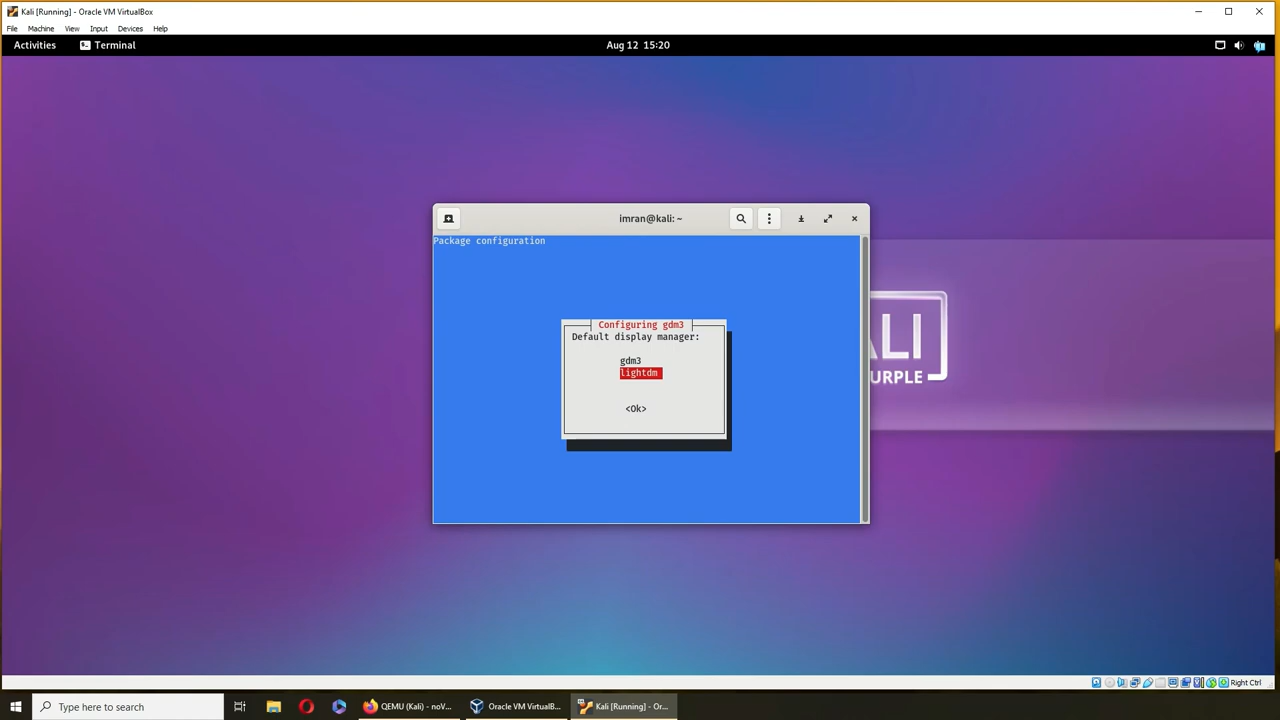 Kali [Running] - Oracle VM VirtualBox
File Machine View Input Devices Help
Activities Terminal Aug 12 15:20
imran@kali: ~
Package configuration
Configuring gdm3
Default display manager:
gdm3
lightdm
<Ok>
ALI
URPLE
Right Ctrl
Type here to search
QEMU (Kali) - noV...
Oracle VM VirtualB...
Kali [Running] - Or...